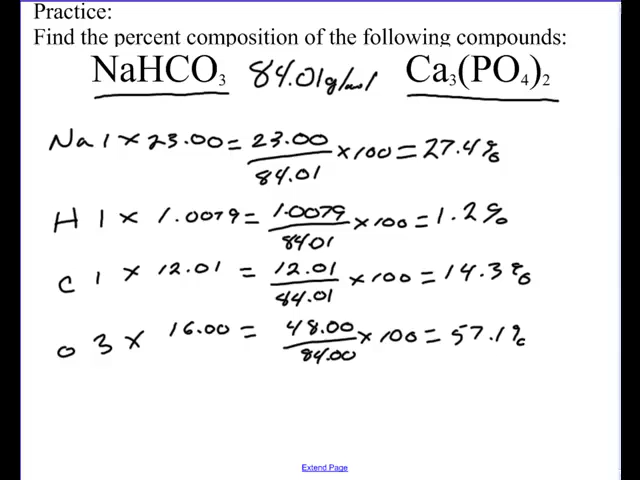 Practice:
Find the percent composition of the following compounds:
NaHCO₃ 84.01g/mol Ca₃(PO₄)₂
Na 1 × 23.00 = 23.00/84.01 × 100 = 27.4%
H 1 × 1.0079 = 1.0079/84.01 × 100 = 1.2%
C 1 × 12.01 = 12.01/84.01 × 100 = 14.3%
O 3 × 16.00 = 48.00/84.00 × 100 = 57.1%
Extend Page